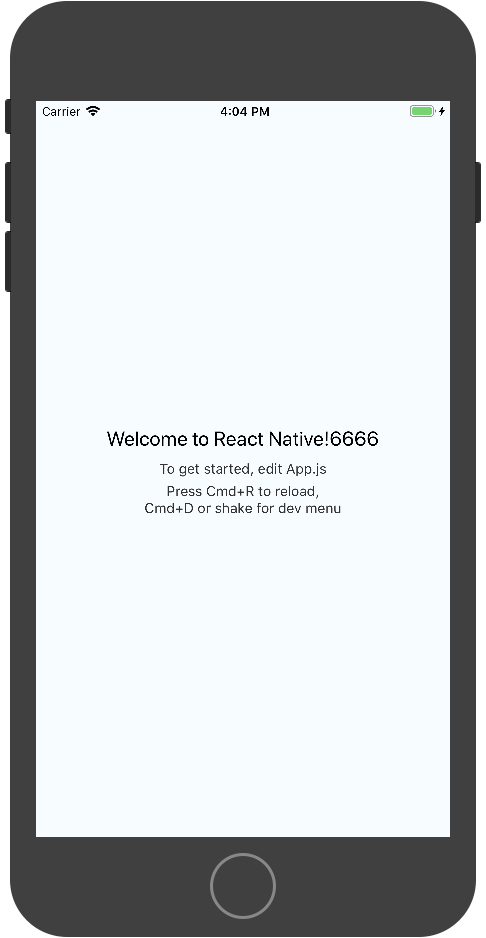 Carrier 4:04 PM
Welcome to React Native!6666
To get started, edit App.js
Press Cmd+R to reload,
Cmd+D or shake for dev menu